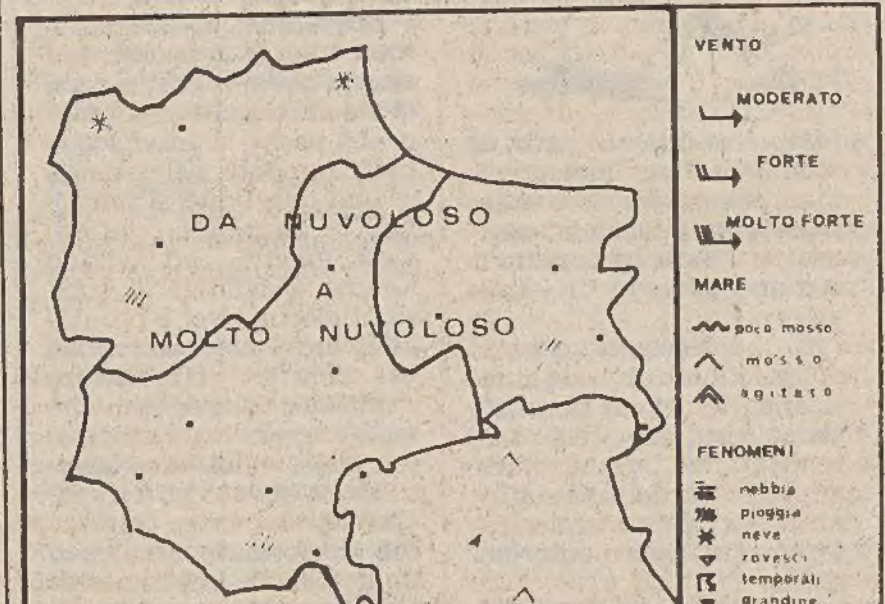 DA NUVOLOSO
A
MOLTO NUVOLOSO
VENTO
MODERATO
FORTE
MOLTO FORTE
MARE
poco mosso
mosso
agitato
FENOMENI
nebbia
pioggia
neve
rovesci
temporali
grandine